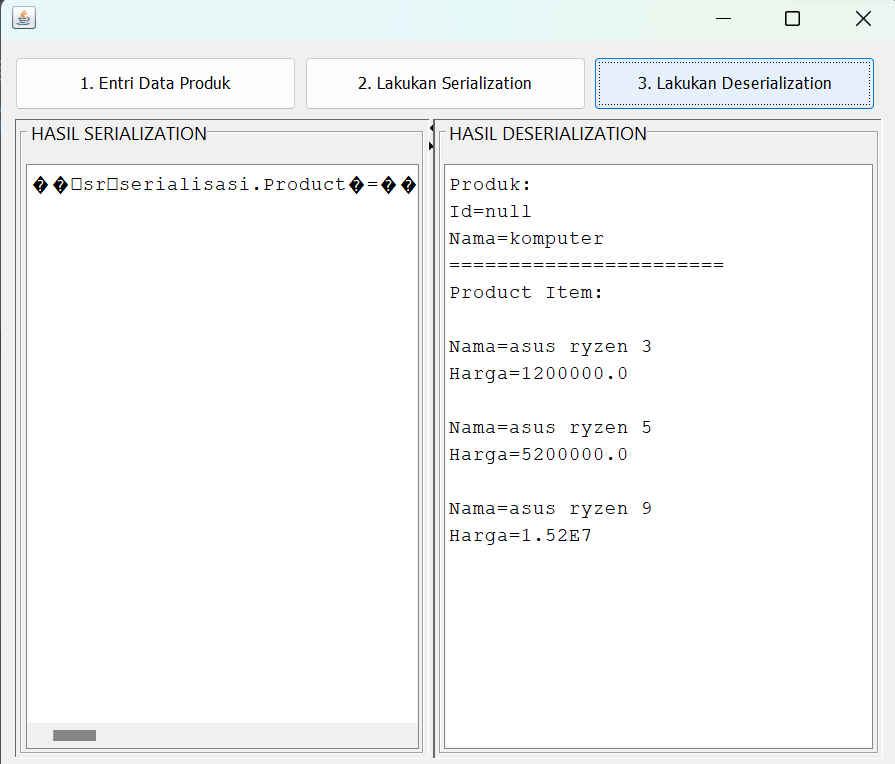 1. Entri Data Produk
2. Lakukan Serialization
3. Lakukan Deserialization
HASIL SERIALIZATION
��□sr□serialisasi.Product�=��
HASIL DESERIALIZATION
Produk:
Id=null
Nama=komputer
=======================
Product Item:
Nama=asus ryzen 3
Harga=1200000.0
Nama=asus ryzen 5
Harga=5200000.0
Nama=asus ryzen 9
Harga=1.52E7